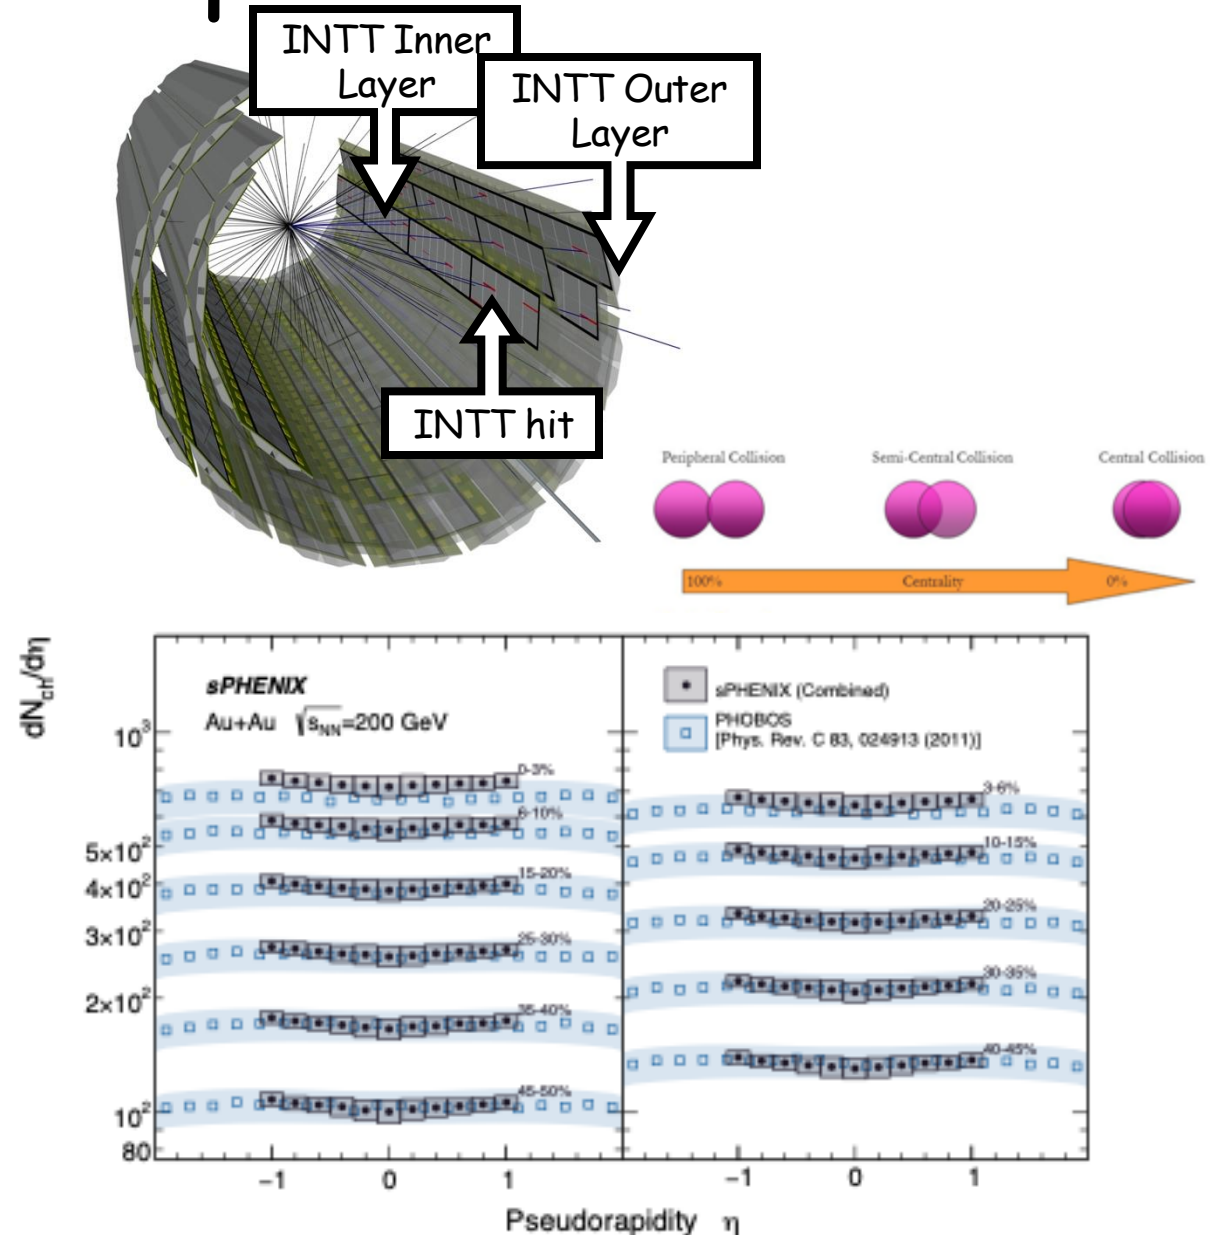 INTT Inner
Layer
INTT Outer
Layer
INTT hit
Peripheral Collision
Semi-Central Collision
Central Collision
100%
Centrality
0%
dN_ch/dη
sPHENIX
Au+Au √s_NN=200 GeV
sPHENIX (Combined)
PHOBOS
[Phys. Rev. C 83, 024913 (2011)]
10³
5×10²
4×10²
3×10²
2×10²
10²
80
0-3%
6-10%
15-20%
25-30%
35-40%
45-50%
3-6%
10-15%
20-25%
30-35%
40-45%
−1
0
1
−1
0
1
Pseudorapidity η